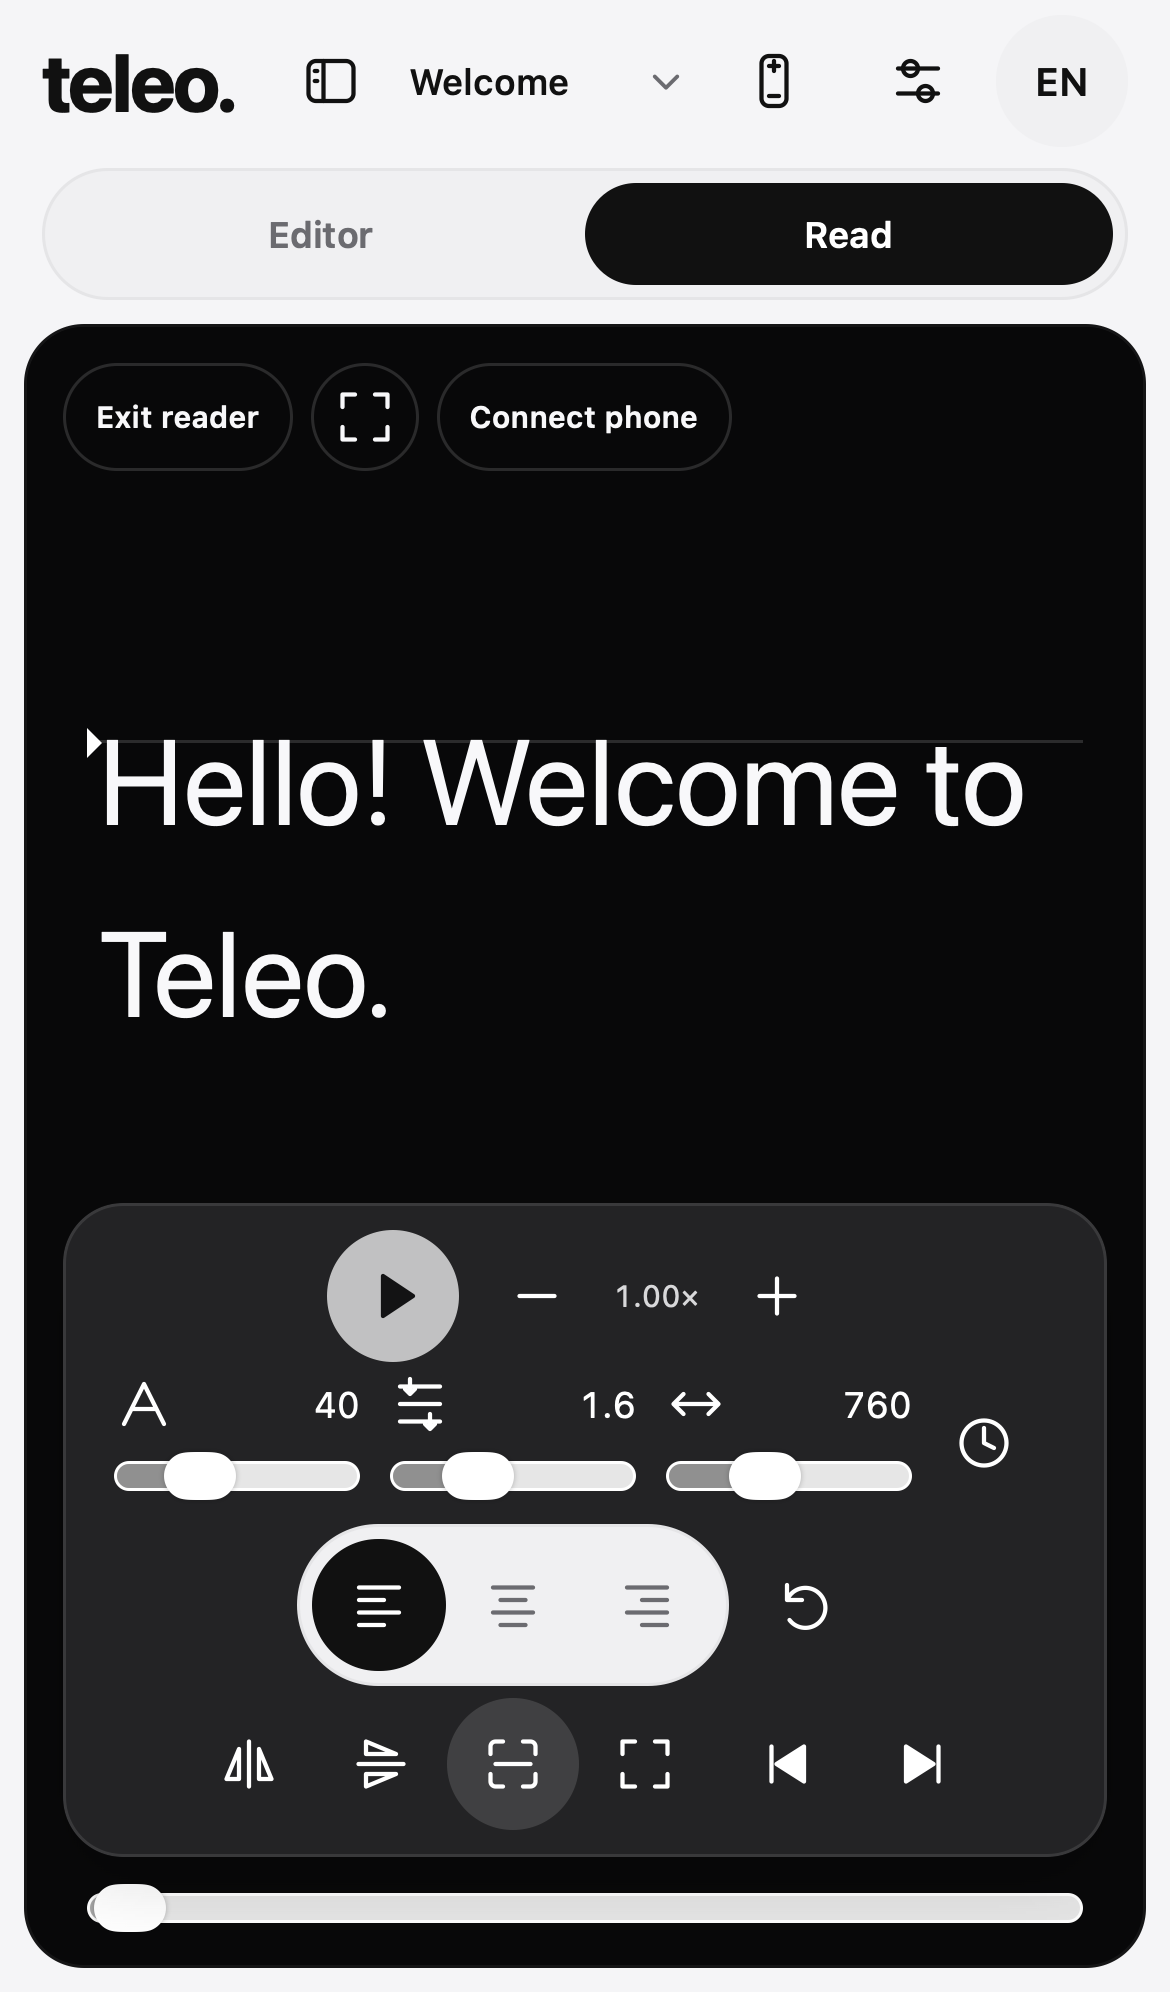 teleo.
Welcome
EN
Editor
Read
Exit reader
Connect phone
Hello! Welcome to
Teleo.
1.00×
40
1.6
760